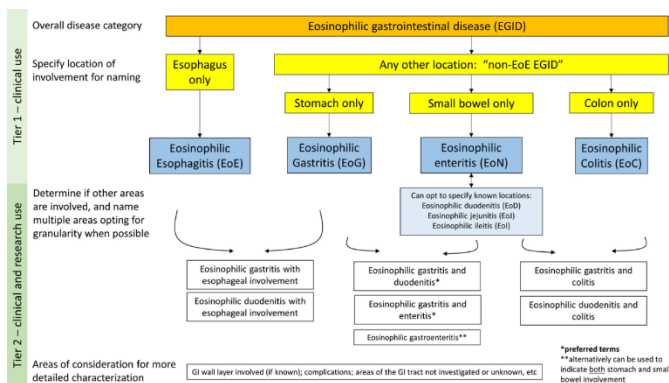 Overall disease category
Eosinophilic gastrointestinal disease (EGID)
Tier 1 – clinical use
Specify location of
involvement for naming
Esophagus
only
Any other location: “non-EoE EGID”
Stomach only
Small bowel only
Colon only
Eosinophilic
Esophagitis (EoE)
Eosinophilic
Gastritis (EoG)
Eosinophilic
enteritis (EoN)
Eosinophilic
Colitis (EoC)
Tier 2 – clinical and research use
Determine if other areas
are involved, and name
multiple areas opting for
granularity when possible
Can opt to specify known locations:
Eosinophilic duodenitis (EoD)
Eosinophilic jejunitis (EoJ)
Eosinophilic ileitis (EoI)
Eosinophilic gastritis with
esophageal involvement
Eosinophilic duodenitis with
esophageal involvement
Eosinophilic gastritis and
duodenitis*
Eosinophilic gastritis and
enteritis*
Eosinophilic gastroenteritis**
Eosinophilic gastritis and
colitis
Eosinophilic duodenitis and
colitis
Areas of consideration for more
detailed characterization
GI wall layer involved (if known); complications; areas of the GI tract not investigated or unknown, etc
*preferred terms
**alternatively can be used to
indicate both stomach and small
bowel involvement